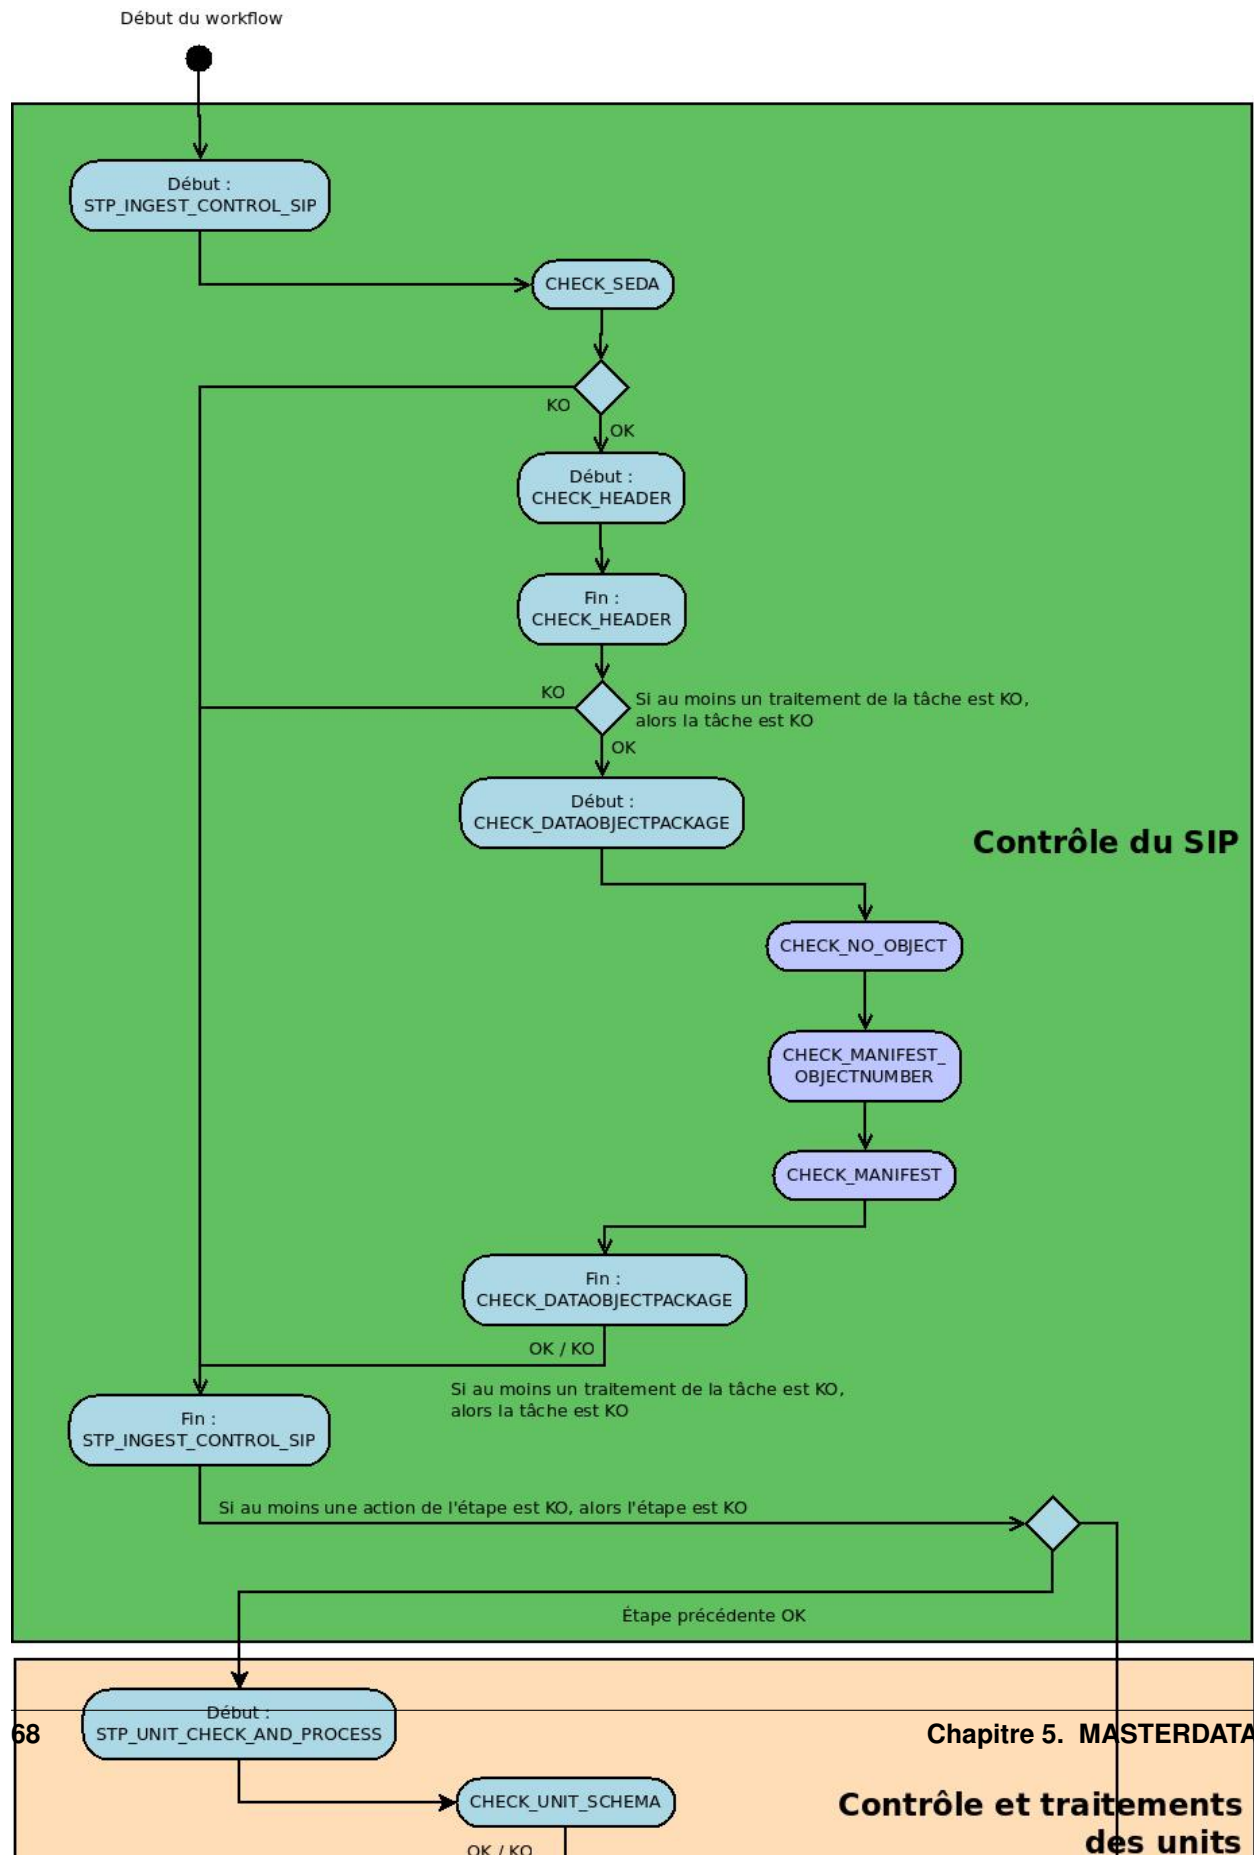 Début du workflow
Début :
STP_INGEST_CONTROL_SIP
CHECK_SEDA
KO
OK
Début :
CHECK_HEADER
Fin :
CHECK_HEADER
KO
Si au moins un traitement de la tâche est KO,
alors la tâche est KO
OK
Début :
CHECK_DATAOBJECTPACKAGE
Contrôle du SIP
CHECK_NO_OBJECT
CHECK_MANIFEST_
OBJECTNUMBER
CHECK_MANIFEST
Fin :
CHECK_DATAOBJECTPACKAGE
OK / KO
Si au moins un traitement de la tâche est KO,
alors la tâche est KO
Fin :
STP_INGEST_CONTROL_SIP
Si au moins une action de l'étape est KO, alors l'étape est KO
Étape précédente OK
Début :
STP_UNIT_CHECK_AND_PROCESS
68
Chapitre 5. MASTERDATA
CHECK_UNIT_SCHEMA
Contrôle et traitements
des units
OK / KO